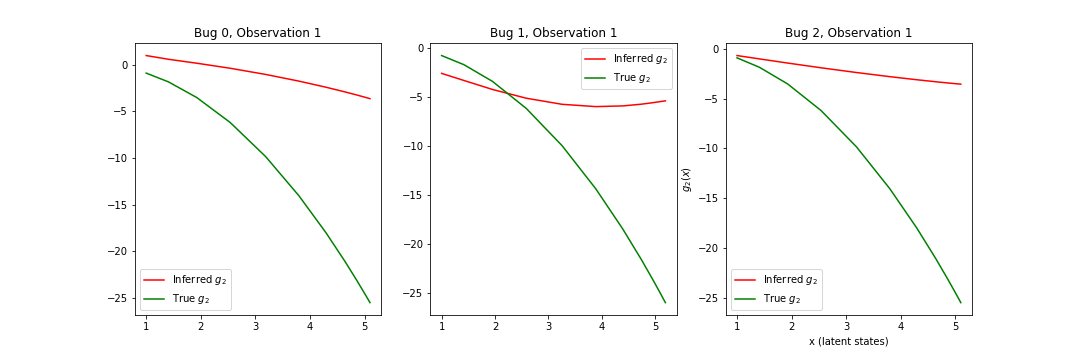 Bug 0, Observation 1
0
−5
−10
−15
−20
−25
1 2 3 4 5
Inferred g₂
True g₂
Bug 1, Observation 1
0
−5
−10
−15
−20
−25
1 2 3 4 5
Inferred g₂
True g₂
Bug 2, Observation 1
g₂(x)
0
−5
−10
−15
−20
−25
1 2 3 4 5
x (latent states)
Inferred g₂
True g₂